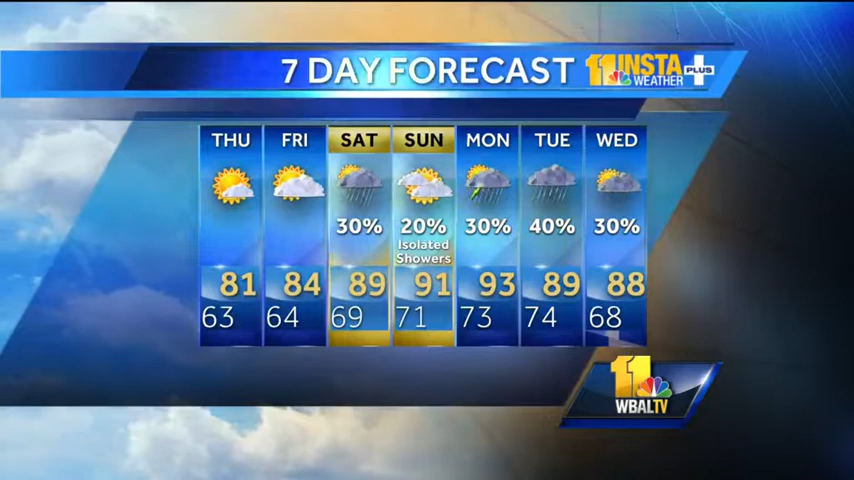 7 DAY FORECAST 11 INSTA WEATHER PLUS
THU FRI SAT SUN MON TUE WED
30% 20% 30% 40% 30%
Isolated
Showers
81 84 89 91 93 89 88
63 64 69 71 73 74 68
11
WBALTV